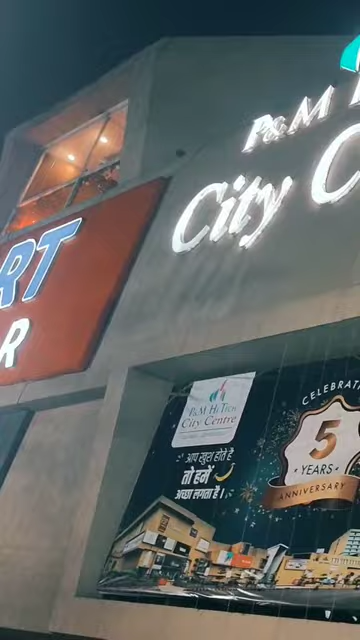 P&M
City C
RT
R
P&M Hi-Tech
City Centre
आप खुश होते है
तो हमें
अच्छा लगता है।
CELEBRAT
5
YEARS
ANNIVERSARY